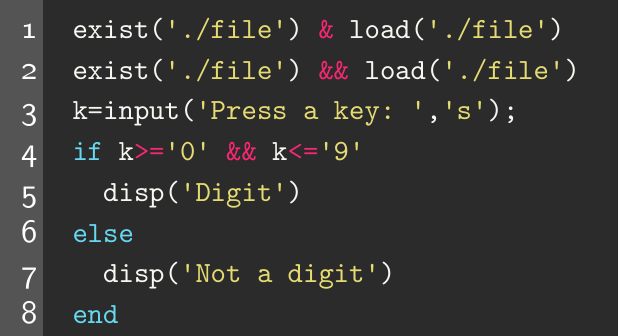 1 exist('./file') & load('./file')
2 exist('./file') && load('./file')
3 k=input('Press a key: ','s');
4 if k>='0' && k<='9'
5 disp('Digit')
6 else
7 disp('Not a digit')
8 end